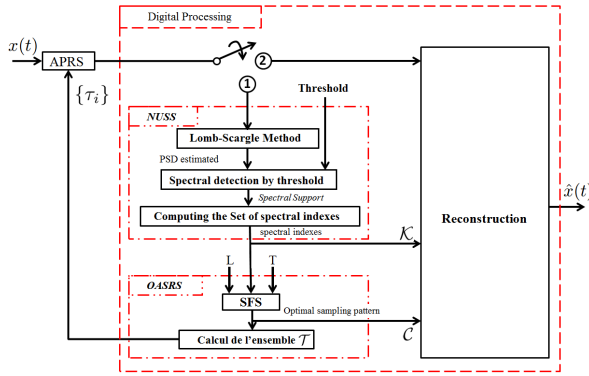 Digital Processing
x(t)
APRS
2
{τ_i}
1
Threshold
NUSS
Lomb-Scargle Method
PSD estimated
Spectral detection by threshold
Spectral Support
Computing the Set of spectral indexes
spectral indexes
x̂(t)
Reconstruction
𝒦
L
T
OASRS
SFS
Optimal sampling pattern
𝒞
Calcul de l'ensemble 𝒯